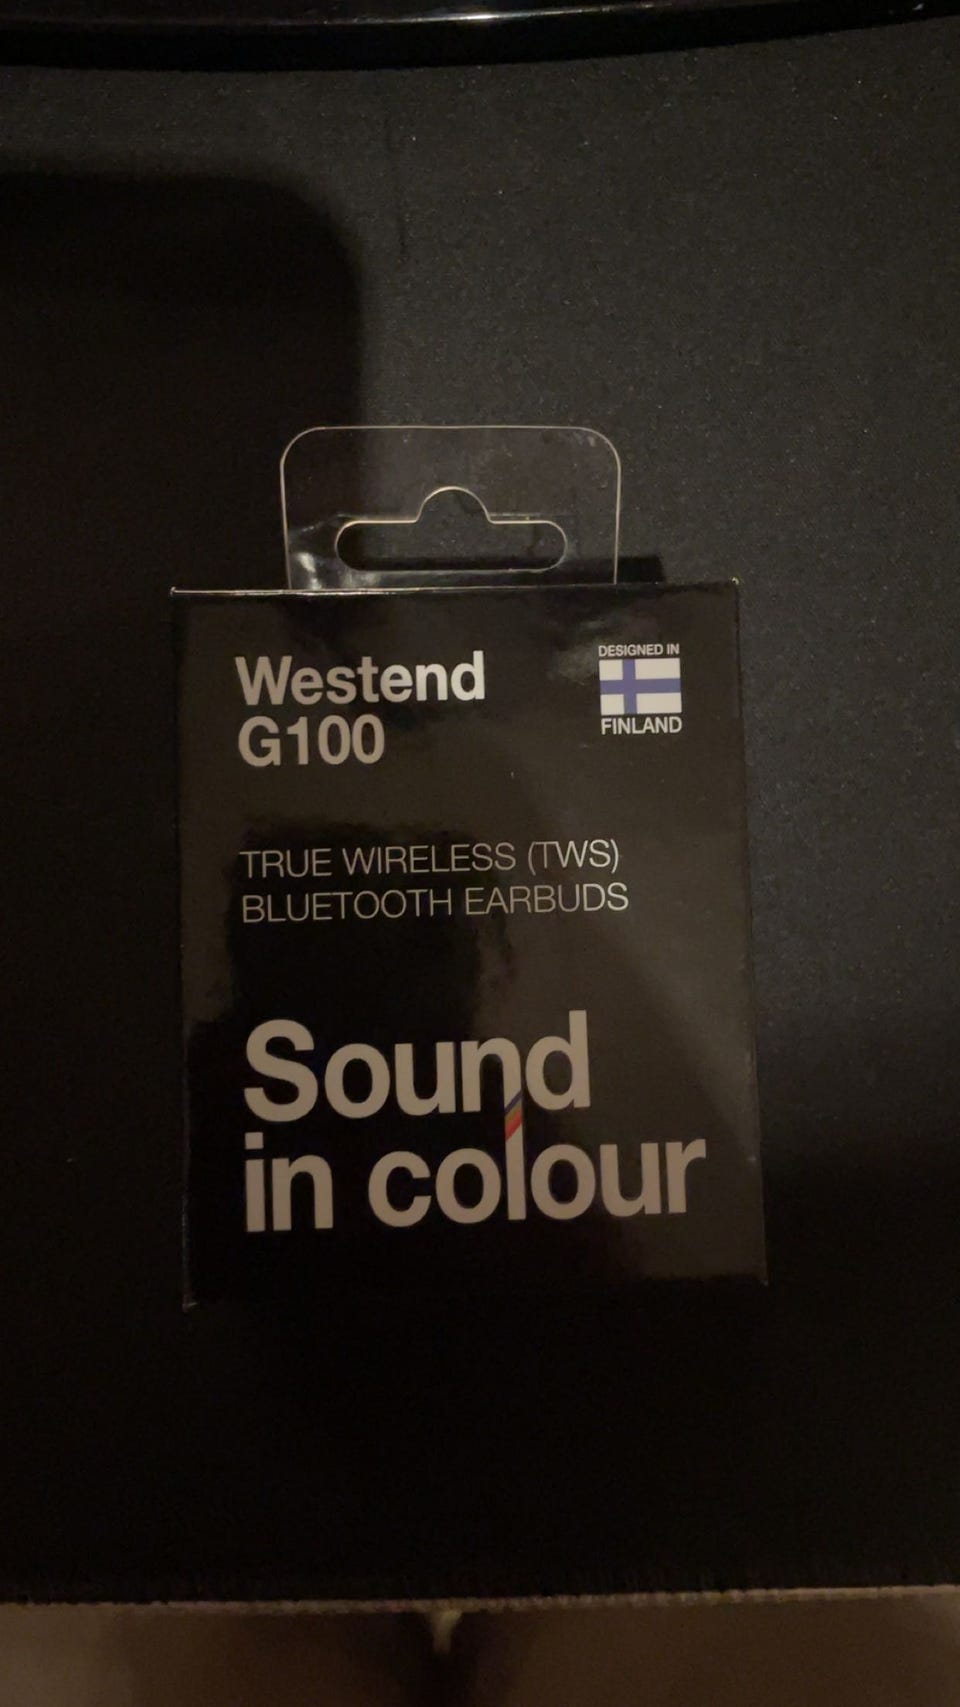 Westend
G100
DESIGNED IN
FINLAND
TRUE WIRELESS (TWS)
BLUETOOTH EARBUDS
Sound
in colour